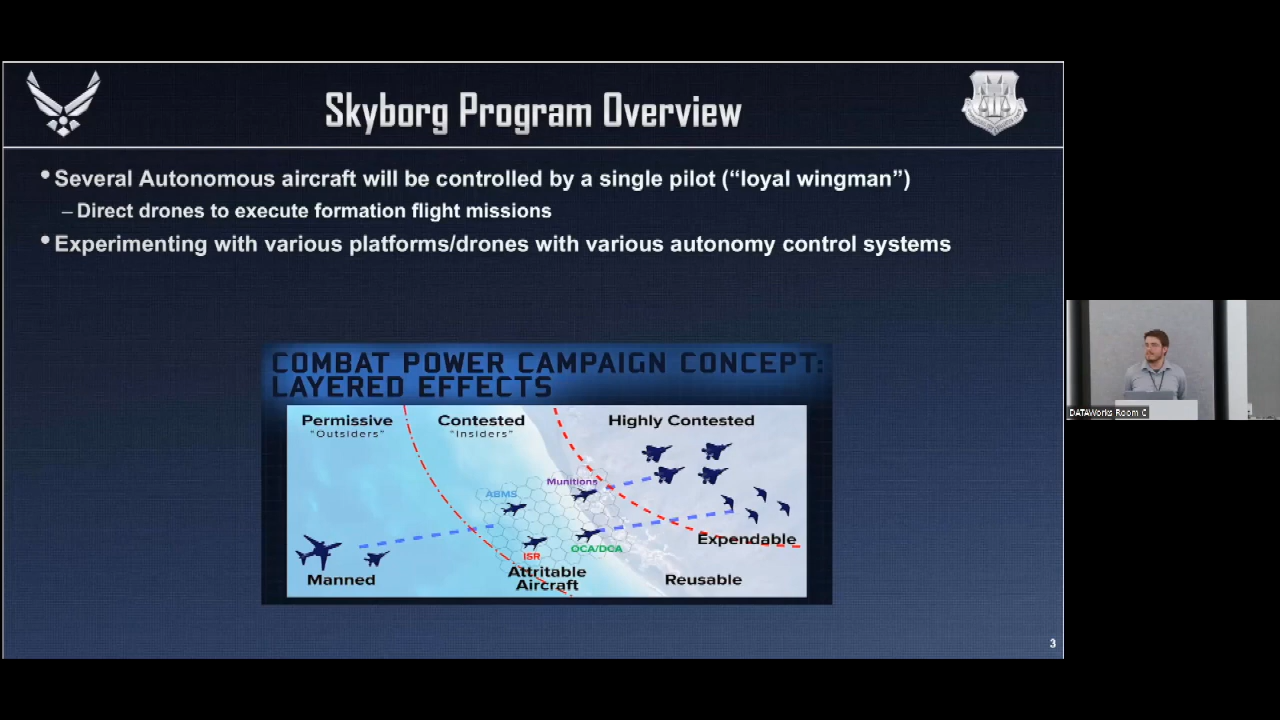 Skyborg Program Overview
• Several Autonomous aircraft will be controlled by a single pilot (“loyal wingman”)
– Direct drones to execute formation flight missions
• Experimenting with various platforms/drones with various autonomy control systems
COMBAT POWER CAMPAIGN CONCEPT:
LAYERED EFFECTS
Permissive
"Outsiders"
Contested
"Insiders"
Highly Contested
Munitions
ABMS
OCA/DCA
ISR
Expendable
Manned
Attritable
Aircraft
Reusable
3
DATAWorks Room C